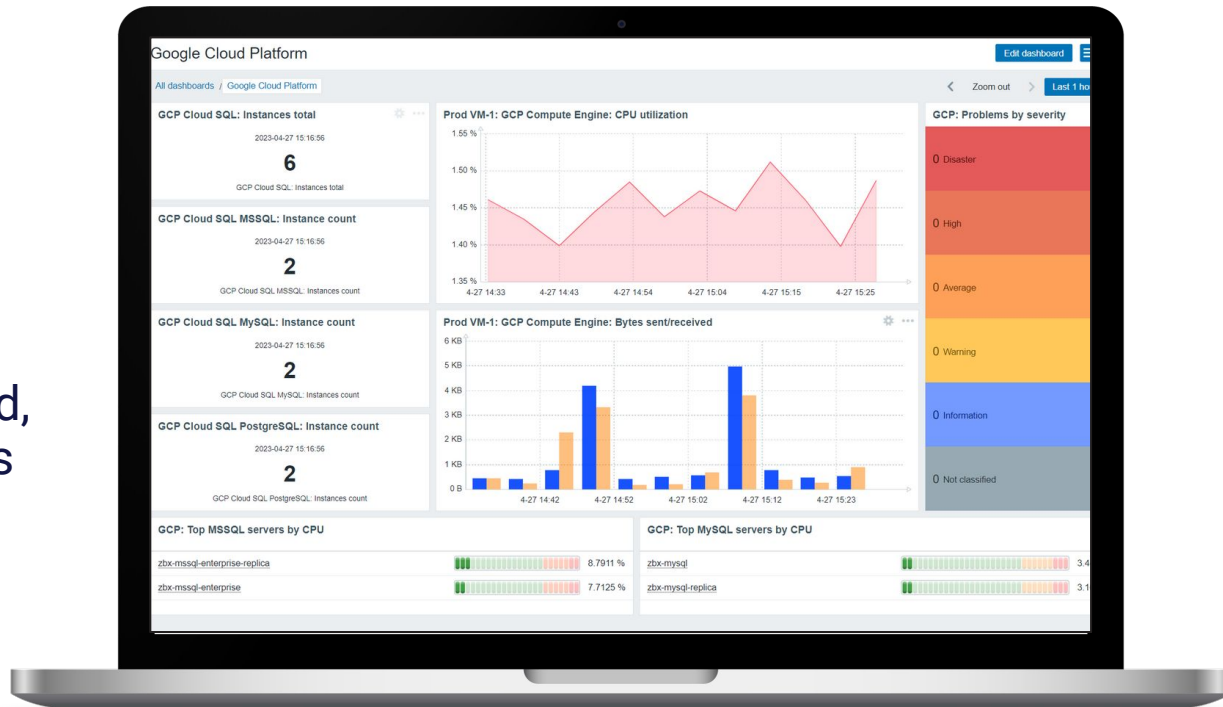 Google Cloud Platform
Edit dashboard
All dashboards / Google Cloud Platform
Zoom out
Last 1
GCP Cloud SQL: Instances total
2023-04-27 15:16:56
6
GCP Cloud SQL: Instances total
GCP Cloud SQL MSSQL: Instance count
2023-04-27 15:16:56
2
GCP Cloud SQL MSSQL: Instances count
GCP Cloud SQL MySQL: Instance count
2023-04-27 15:16:56
2
GCP Cloud SQL MySQL: Instances count
GCP Cloud SQL PostgreSQL: Instance count
2023-04-27 15:16:56
2
GCP Cloud SQL PostgreSQL: Instances count
Prod VM-1: GCP Compute Engine: CPU utilization
1.55 %
1.50 %
1.45 %
1.40 %
1.35 %
4-27 14:33 4-27 14:43 4-27 14:54 4-27 15:04 4-27 15:15 4-27 15:25
Prod VM-1: GCP Compute Engine: Bytes sent/received
6 KB
5 KB
4 KB
3 KB
2 KB
1 KB
0 B
4-27 14:42 4-27 14:52 4-27 15:02 4-27 15:12 4-27 15:23
GCP: Problems by severity
0 Disaster
0 High
0 Average
0 Warning
0 Information
0 Not classified
GCP: Top MSSQL servers by CPU
zbx-mssql-enterprise-replica 8.7911 %
zbx-mssql-enterprise 7.7125 %
GCP: Top MySQL servers by CPU
zbx-mysql
zbx-mysql-replica